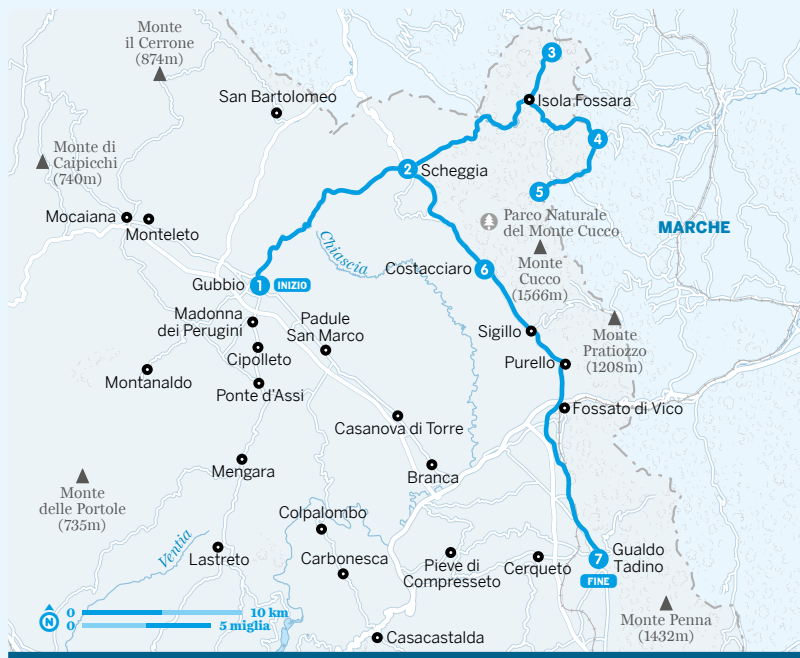 Monte
il Cerrone
(874m)
3
San Bartolomeo
Isola Fossara
4
Monte di
Caipicchi
(740m)
2
Scheggia
5
Mocaiana
Monteleto
Parco Naturale
del Monte Cucco
MARCHE
Chiascia
Costacciaro
6
Monte
Cucco
(1566m)
Gubbio
1
INIZIO
Madonna
dei Perugini
Padule
San Marco
Sigillo
Monte
Pratiozzo
(1208m)
Cipolleto
Purello
Montanaldo
Ponte d'Assi
Fossato di Vico
Casanova di Torre
Mengara
Branca
Monte
delle Portole
(735m)
Colpalombo
Ventia
Lastreto
Carbonesca
Pieve di
Compresseto
Cerqueto
7
Gualdo
Tadino
FINE
Monte Penna
(1432m)
N
0
10 km
0
5 miglia
Casacastalda